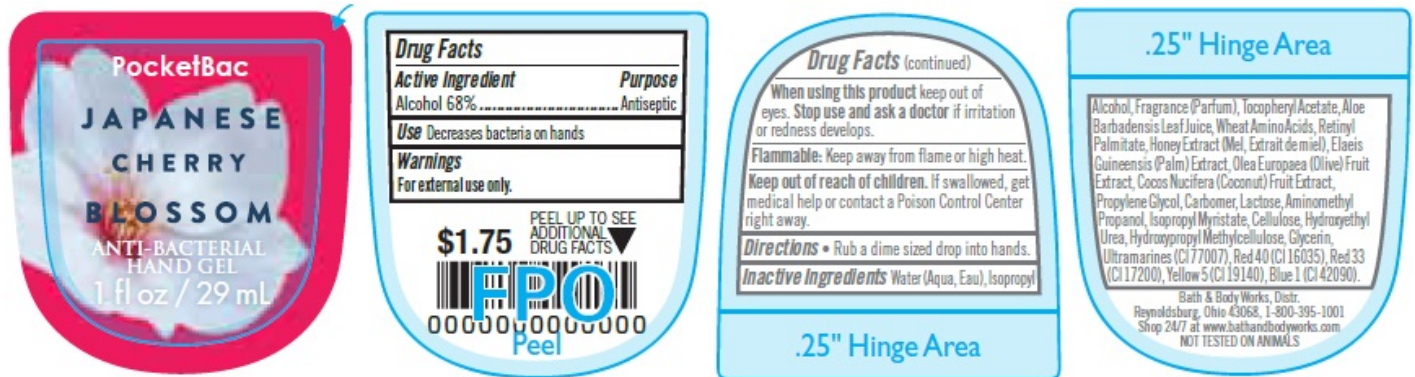 PocketBac
JAPANESE
CHERRY
BLOSSOM
ANTI-BACTERIAL
HAND GEL
1 fl oz / 29 mL
Drug Facts
Active Ingredient Purpose
Alcohol 68%..............................Antiseptic
Use Decreases bacteria on hands
Warnings
For external use only.
PEEL UP TO SEE
ADDITIONAL
DRUG FACTS
$1.75
FPO
0000000000000
Peel
Drug Facts (continued)
When using this product keep out of
eyes. Stop use and ask a doctor if irritation
or redness develops.
Flammable: Keep away from flame or high heat.
Keep out of reach of children. If swallowed, get
medical help or contact a Poison Control Center
right away.
Directions • Rub a dime sized drop into hands.
Inactive Ingredients Water (Aqua, Eau), Isopropyl
.25" Hinge Area
.25" Hinge Area
Alcohol, Fragrance (Parfum), Tocopheryl Acetate, Aloe
Barbadensis Leaf Juice, Wheat Amino Acids, Retinyl
Palmitate, Honey Extract (Mel, Extrait de miel), Elaeis
Guineensis (Palm) Extract, Olea Europaea (Olive) Fruit
Extract, Cocos Nucifera (Coconut) Fruit Extract,
Propylene Glycol, Carbomer, Lactose, Aminomethyl
Propanol, Isopropyl Myristate, Cellulose, Hydroxyethyl
Urea, Hydroxypropyl Methylcellulose, Glycerin,
Ultramarines (CI 77007), Red 40 (CI 16035), Red 33
(CI 17200), Yellow 5 (CI 19140), Blue 1 (CI 42090).
Bath & Body Works, Distr.
Reynoldsburg, Ohio 43068, 1-800-395-1001
Shop 24/7 at www.bathandbodyworks.com
NOT TESTED ON ANIMALS